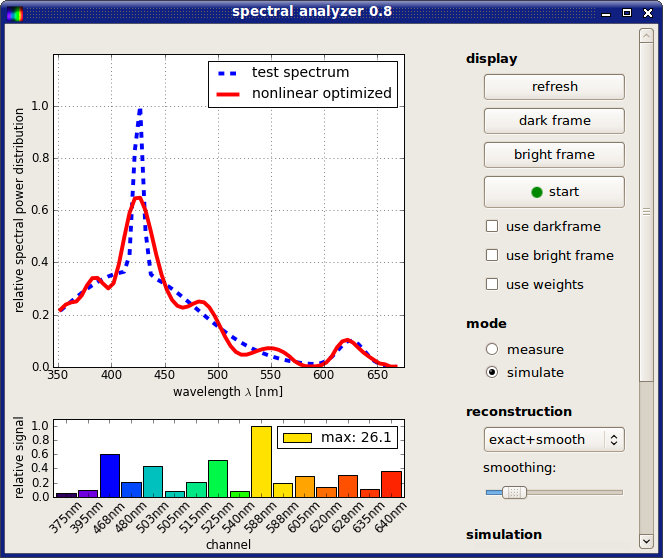 spectral analyzer 0.8
test spectrum
nonlinear optimized
relative spectral power distribution
1.0
0.8
0.6
0.4
0.2
0.0
350 400 450 500 550 600 650
wavelength λ [nm]
max: 26.1
relative signal
1.0
0.8
0.6
0.4
0.2
0.0
375nm 395nm 468nm 480nm 503nm 505nm 515nm 525nm 540nm 588nm 588nm 605nm 620nm 628nm 635nm 640nm
channel
display
refresh
dark frame
bright frame
start
use darkframe
use bright frame
use weights
mode
measure
simulate
reconstruction
exact+smooth
smoothing:
simulation